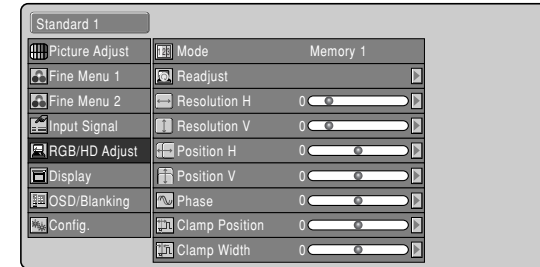 Standard 1
Picture Adjust
Fine Menu 1
Fine Menu 2
Input Signal
RGB/HD Adjust
Display
OSD/Blanking
Config.
Mode Memory 1
Readjust
Resolution H 0
Resolution V 0
Position H 0
Position V 0
Phase 0
Clamp Position 0
Clamp Width 0